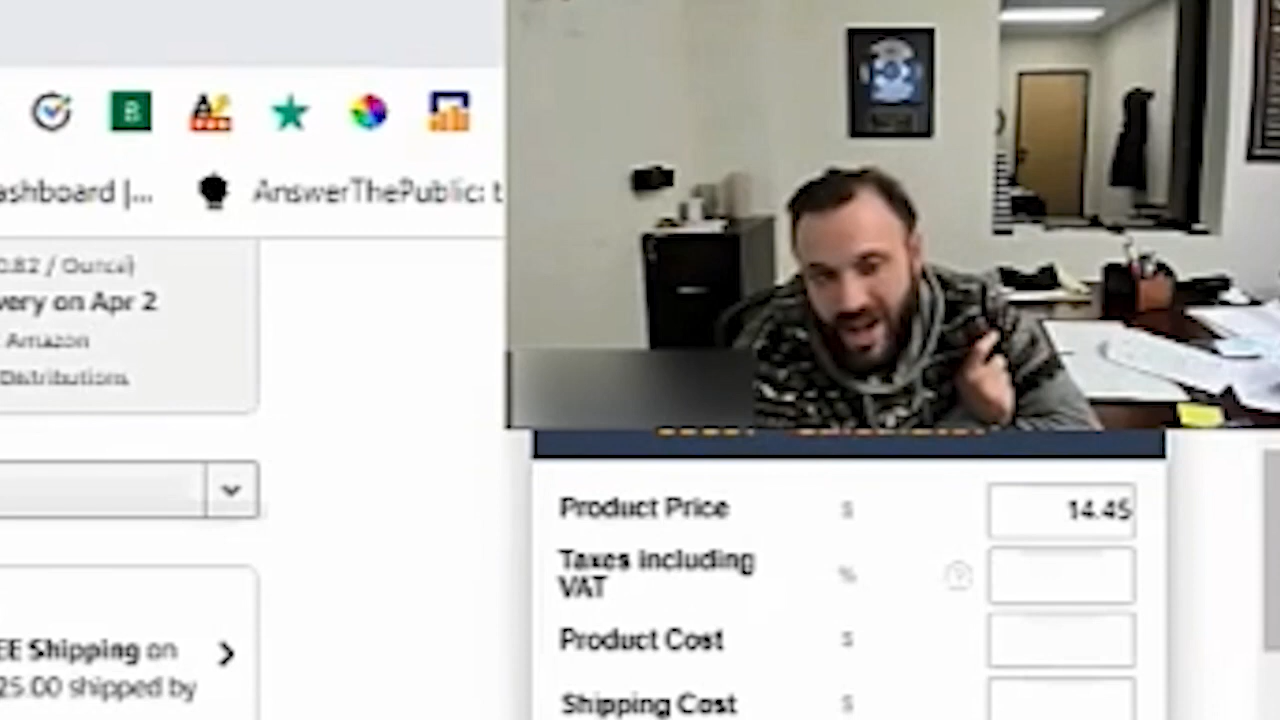 B
ashboard |...
AnswerThePublic: t
0.82 / Ounce)
very on Apr 2
Amazon
Distributions
EE Shipping on
25.00 shipped by
Product Price $ 14.45
Taxes including
VAT %
Product Cost $
Shipping Cost $